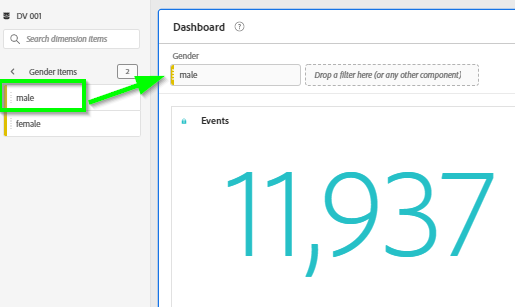 DV 001
Search dimension items
Gender Items
2
male
female
Dashboard ?
Gender
male
Drop a filter here (or any other component)
Events
11,937